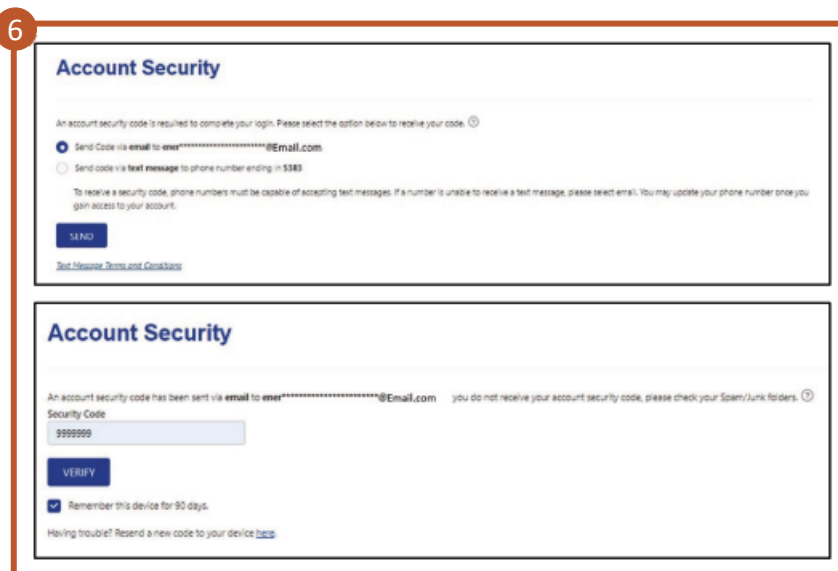 6
Account Security
An account security code is required to complete your login. Please select the option below to receive your code. ?
Send Code via email to ener*************************@Email.com
Send code via text message to phone number ending in 5383
To receive a security code, phone numbers must be capable of accepting text messages. If a number is unable to receive a text message, please select email. You may update your phone number once you
gain access to your account.
SEND
Text Message Terms and Conditions
Account Security
An account security code has been sent via email to ener*************************@Email.com you do not receive your account security code, please check your Spam/Junk folders. ?
Security Code
9999999
VERIFY
Remember this device for 90 days.
Having trouble? Resend a new code to your device here.